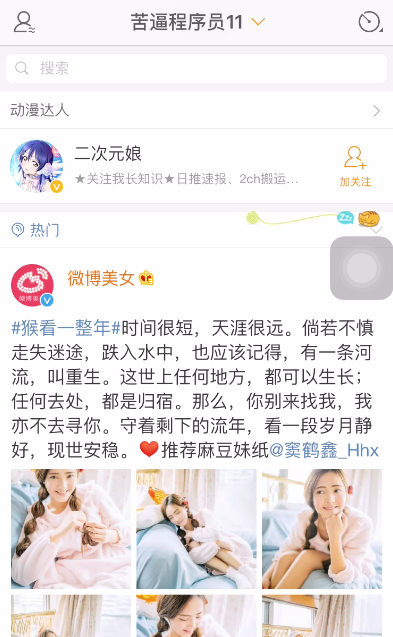 苦逼程序员11
搜索
动漫达人
二次元娘
★关注我长知识★日推速报、2ch搬运...
加关注
热门
Zzz
微博美女
微博美
#猴看一整年#时间很短，天涯很远。倘若不慎
走失迷途，跌入水中，也应该记得，有一条河
流，叫重生。这世上任何地方，都可以生长；
任何去处，都是归宿。那么，你别来找我，我
亦不去寻你。守着剩下的流年，看一段岁月静
好，现世安稳。❤️推荐麻豆妹纸@窦鹤鑫_Hhx